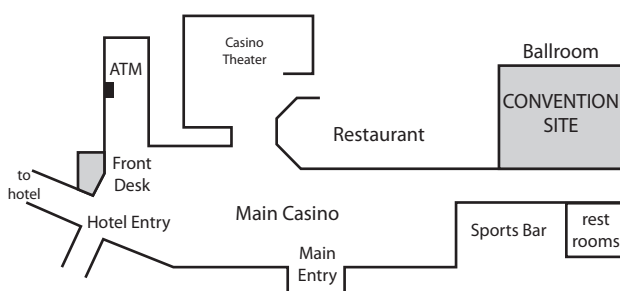 Casino
Theater
ATM
Ballroom
CONVENTION
SITE
Restaurant
Front
Desk
to
hotel
Hotel Entry
Main Casino
Sports Bar
rest
rooms
Main
Entry